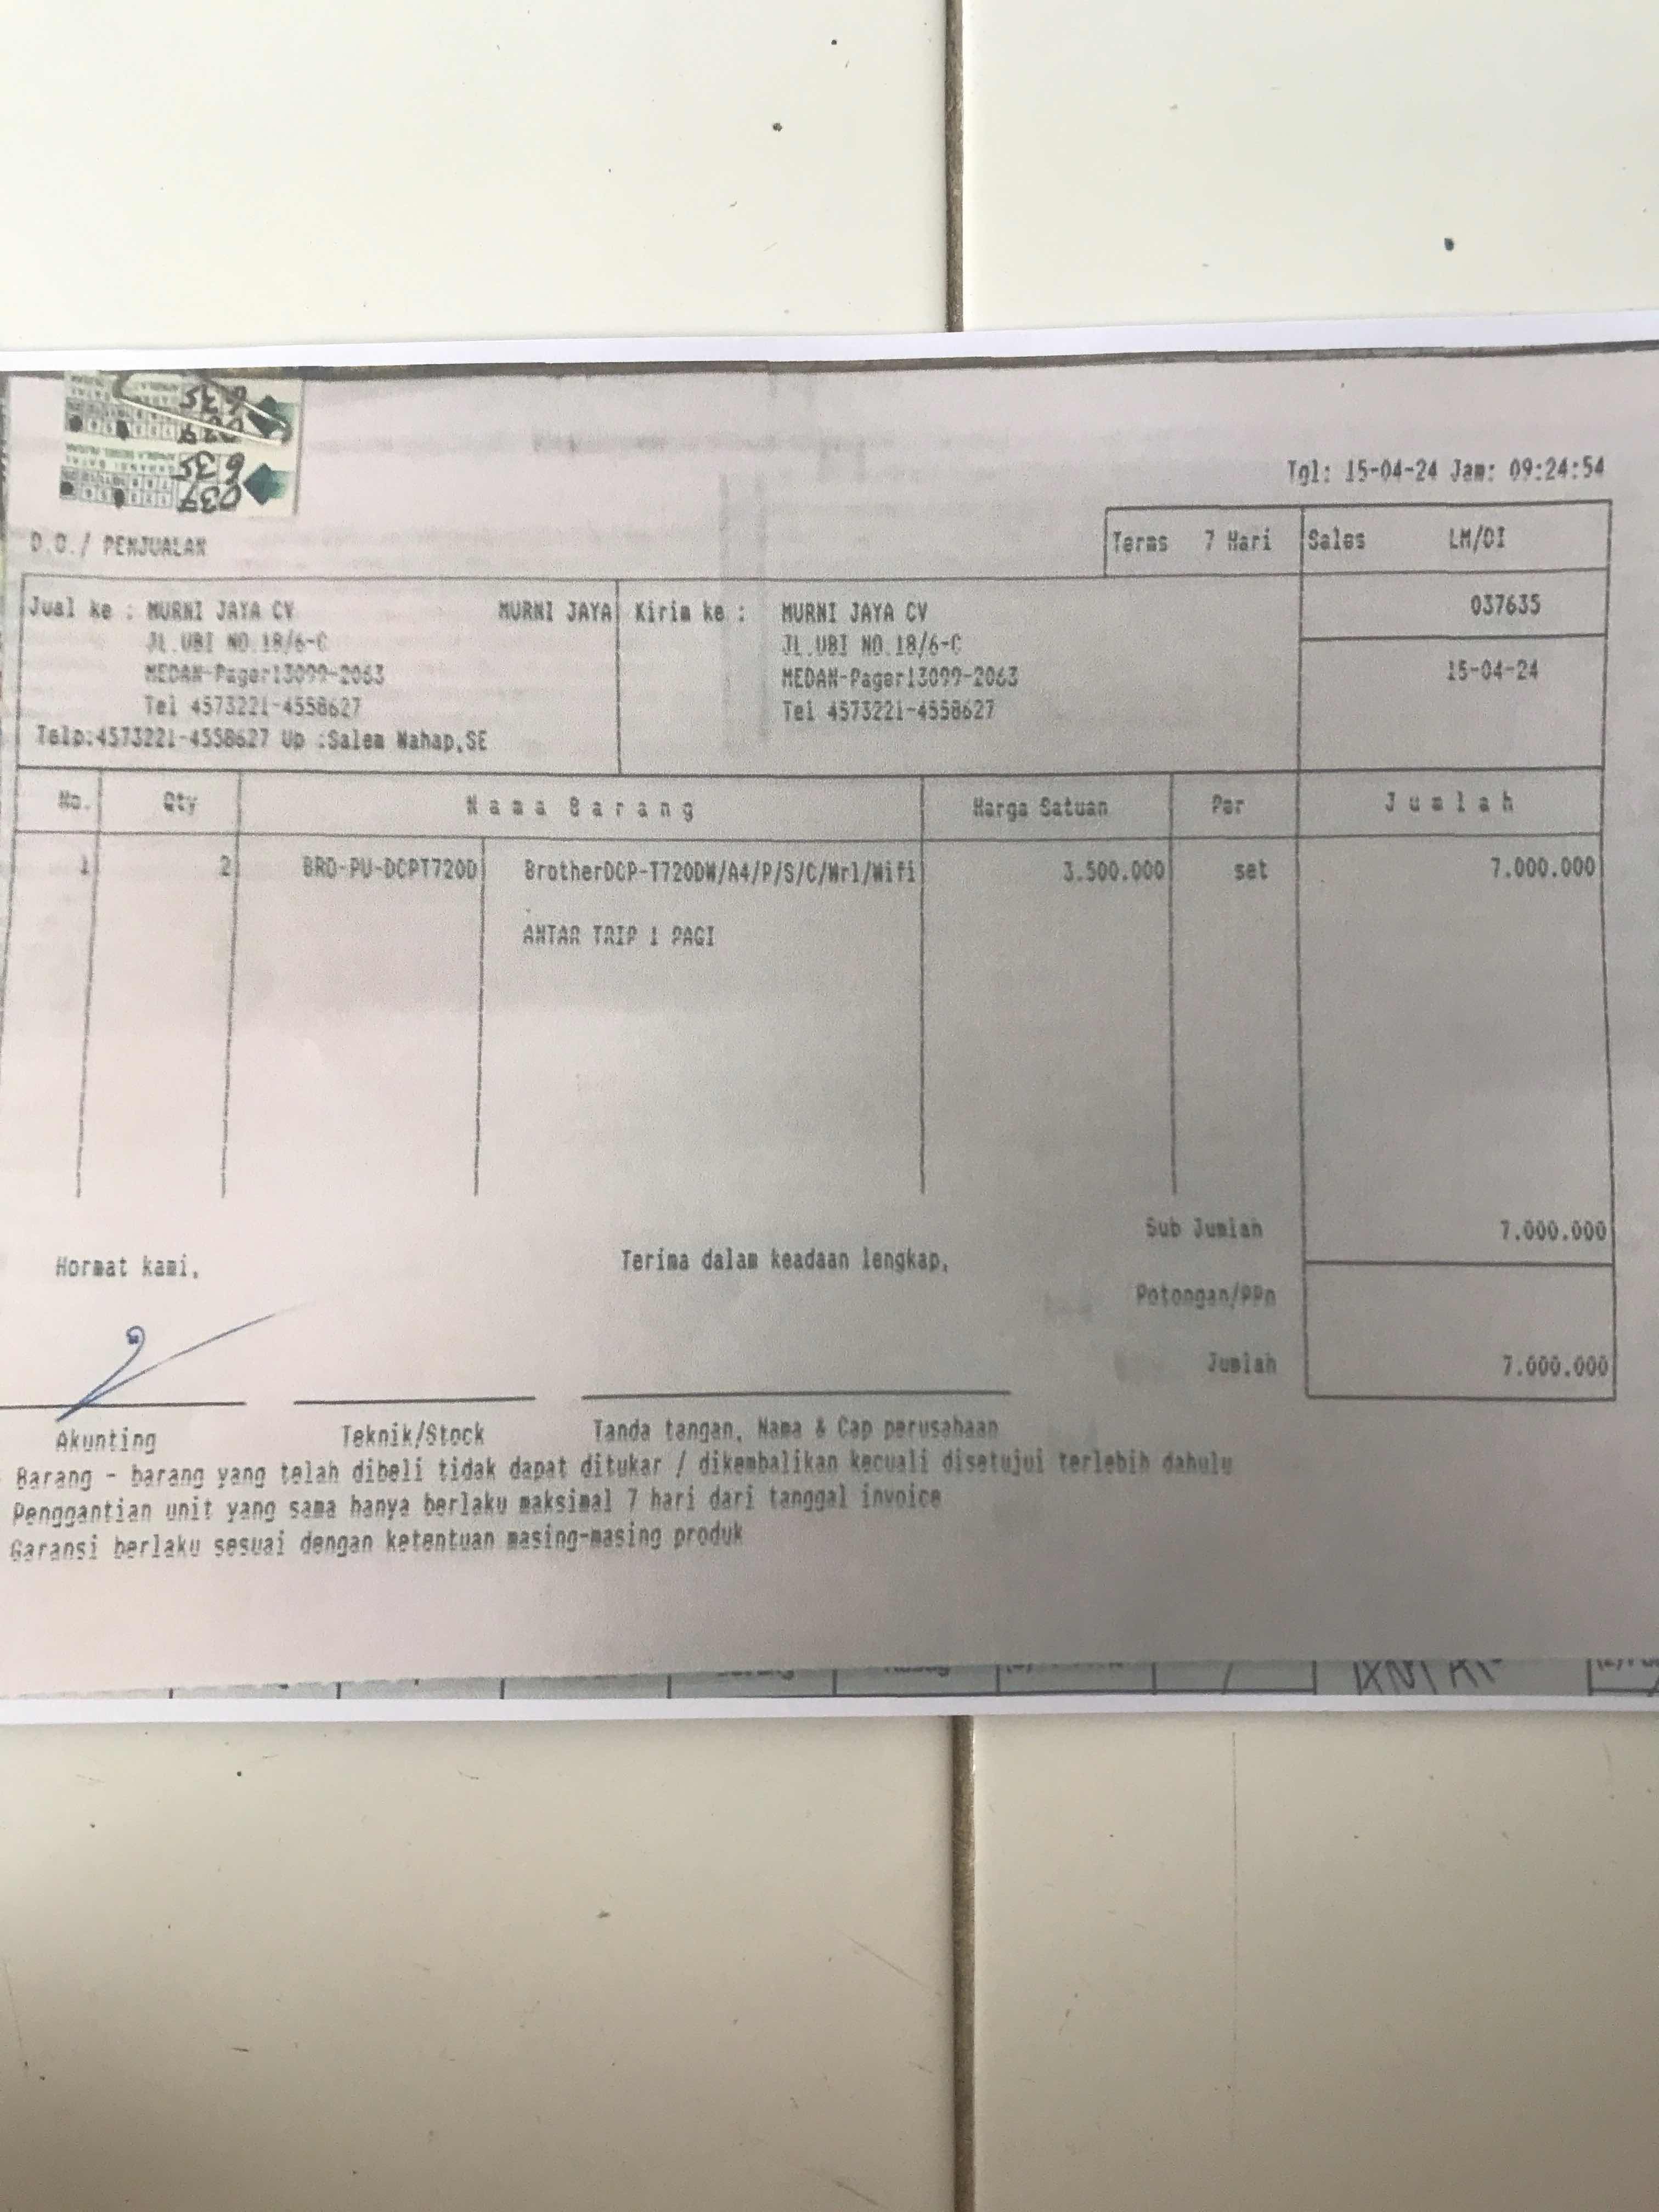 Tgl: 15-04-24 Jam: 09:24:54
D.O./ PENJUALAN
Terms 7 Hari Sales LM/DI
Jual ke : MURNI JAYA CV MURNI JAYA Kirim ke : MURNI JAYA CV 037635
JL.UBI NO.18/6-C JL.UBI NO.18/6-C
MEDAN-Pager13099-2063 MEDAN-Pager13099-2063 15-04-24
Tel 4573221-4558627 Tel 4573221-4558627
Telp:4573221-4558627 Up :Salem Wahap,SE
No. Qty Nama Barang Harga Satuan Per Jumlah
1 2 BRO-PU-DCPT720D BrotherDCP-T720DW/A4/P/S/C/Wrl/Wifi 3.500.000 set 7.000.000
ANTAR TRIP 1 PAGI
Sub Jumlah 7.000.000
Hormat kami, Terima dalam keadaan lengkap,
Potongan/PPn
Jumlah 7.000.000
Akunting Teknik/Stock Tanda tangan, Nama & Cap perusahaan
Barang - barang yang telah dibeli tidak dapat ditukar / dikembalikan kecuali disetujui terlebih dahulu
Penggantian unit yang sama hanya berlaku maksimal 7 hari dari tanggal invoice
Garansi berlaku sesuai dengan ketentuan masing-masing produk